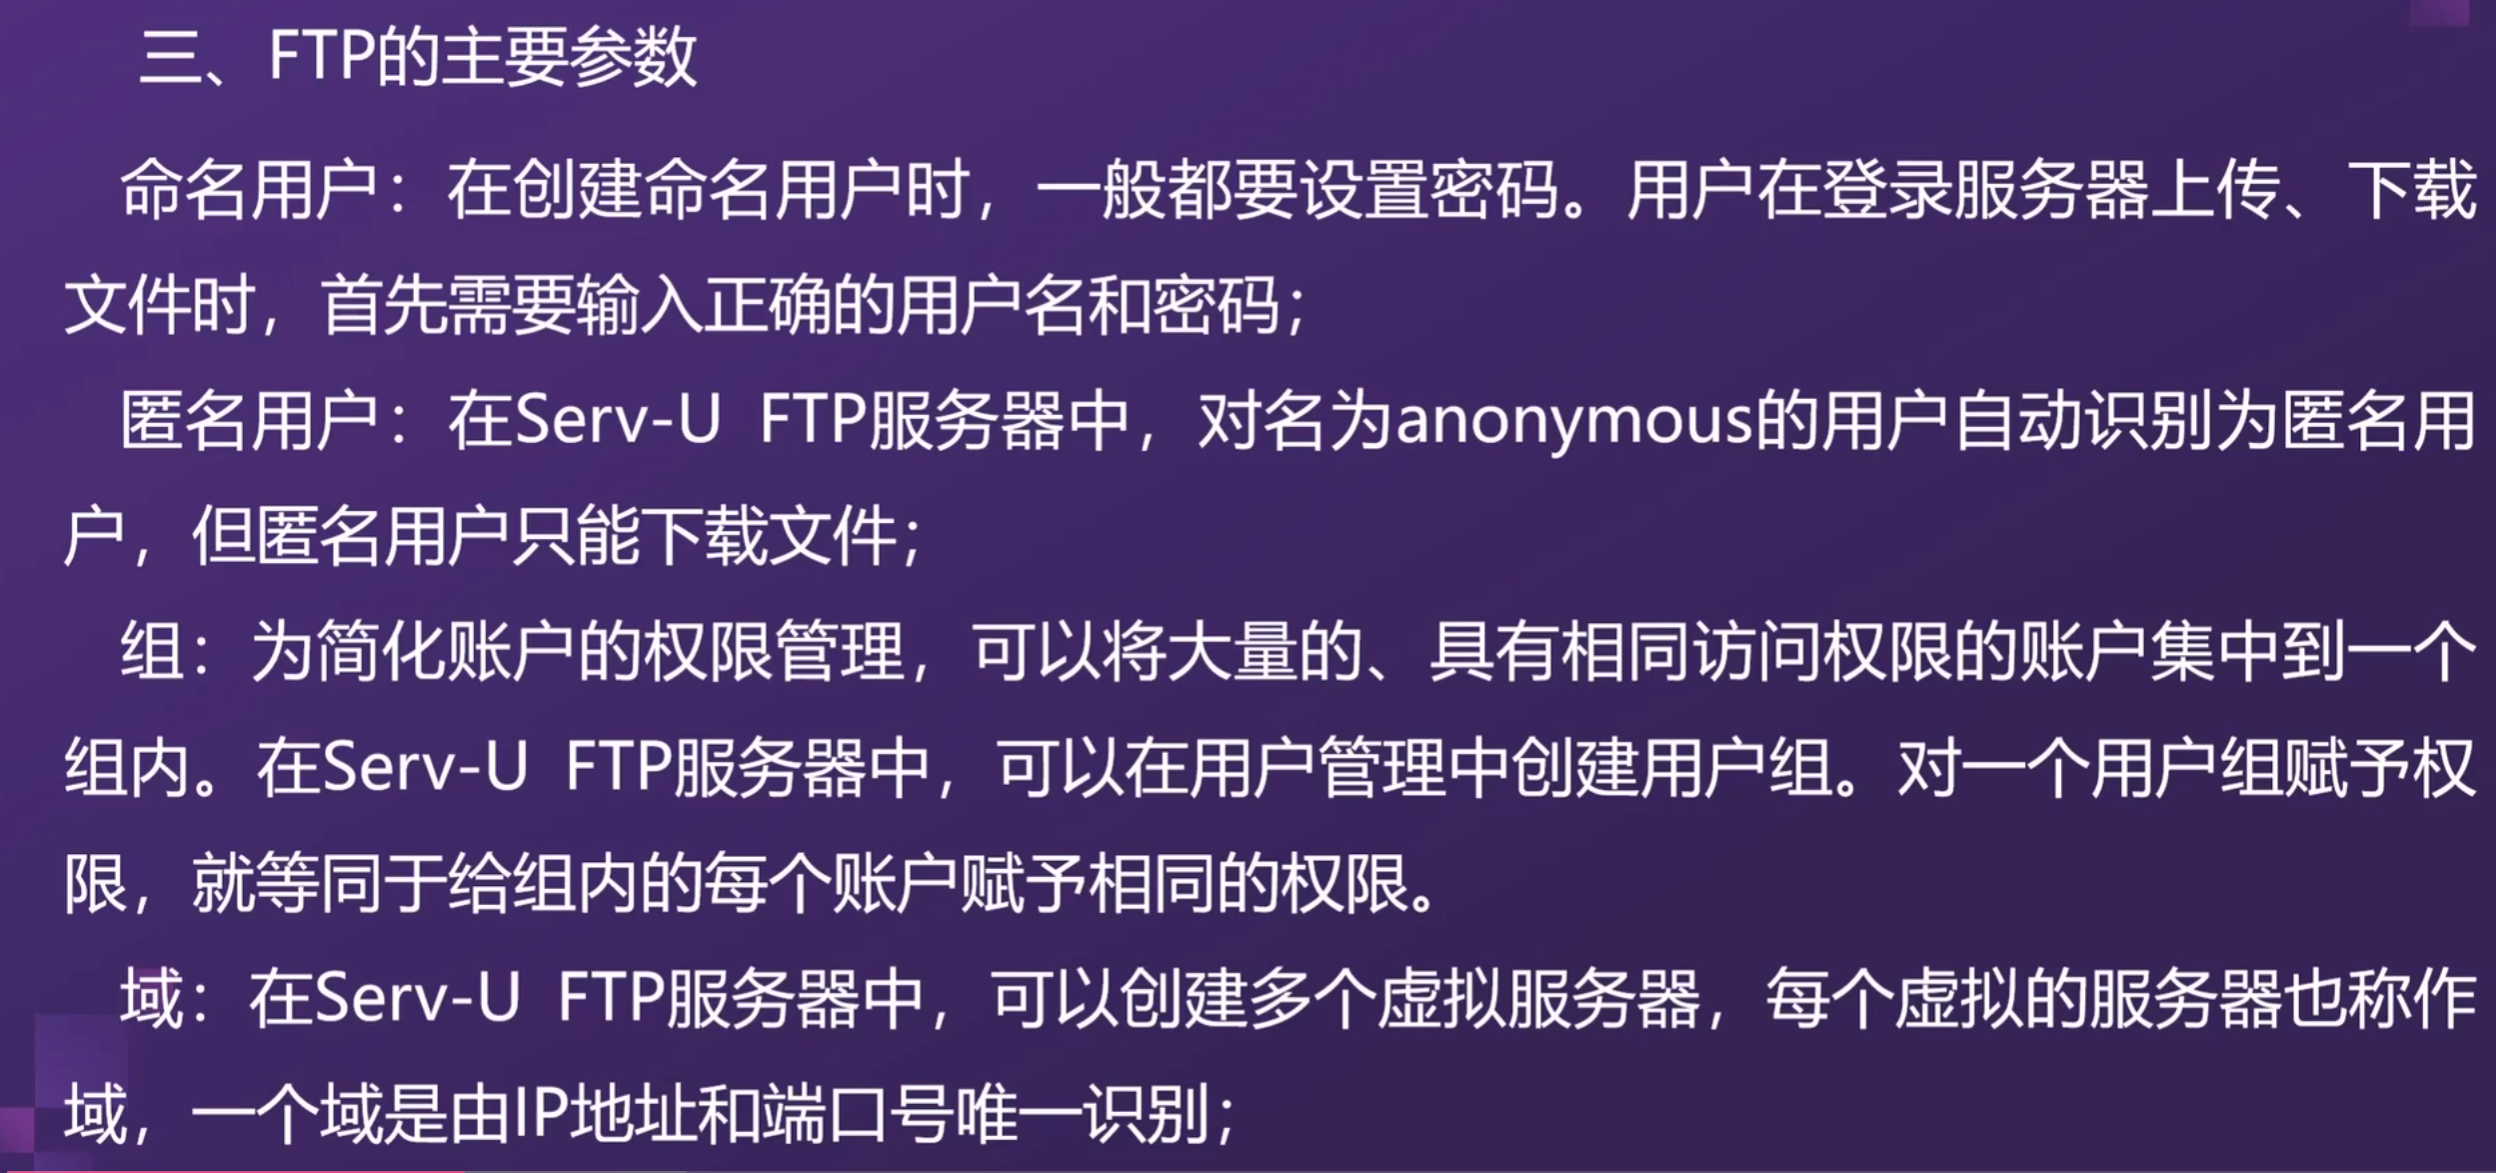 三、FTP的主要参数
命名用户：在创建命名用户时，一般都要设置密码。用户在登录服务器上传、下载
文件时，首先需要输入正确的用户名和密码；
匿名用户：在Serv-U FTP服务器中，对名为anonymous的用户自动识别为匿名用
户，但匿名用户只能下载文件；
组：为简化账户的权限管理，可以将大量的、具有相同访问权限的账户集中到一个
组内。在Serv-U FTP服务器中，可以在用户管理中创建用户组。对一个用户组赋予权
限，就等同于给组内的每个账户赋予相同的权限。
域：在Serv-U FTP服务器中，可以创建多个虚拟服务器，每个虚拟的服务器也称作
域，一个域是由IP地址和端口号唯一识别；